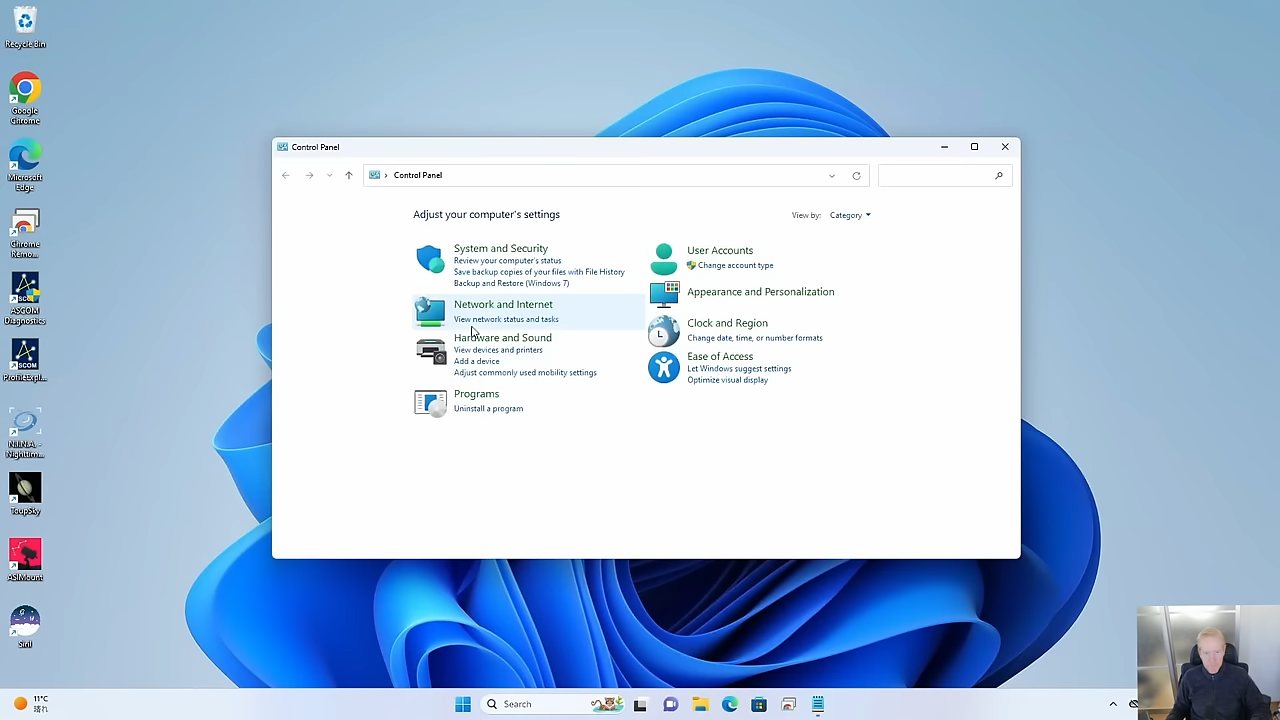 Recycle Bin
Google
Chrome
Microsoft
Edge
Chrome
Remo...
ASCOM
Diagnostics
ProfileExpl...
N.I.N.A. -
Nighttim...
ToupSky
ASIMount
Siril
Control Panel
Control Panel
Adjust your computer's settings
View by: Category
System and Security
Review your computer's status
Save backup copies of your files with File History
Backup and Restore (Windows 7)
Network and Internet
View network status and tasks
Hardware and Sound
View devices and printers
Add a device
Adjust commonly used mobility settings
Programs
Uninstall a program
User Accounts
Change account type
Appearance and Personalization
Clock and Region
Change date, time, or number formats
Ease of Access
Let Windows suggest settings
Optimize visual display
11°C
晴れ
Search